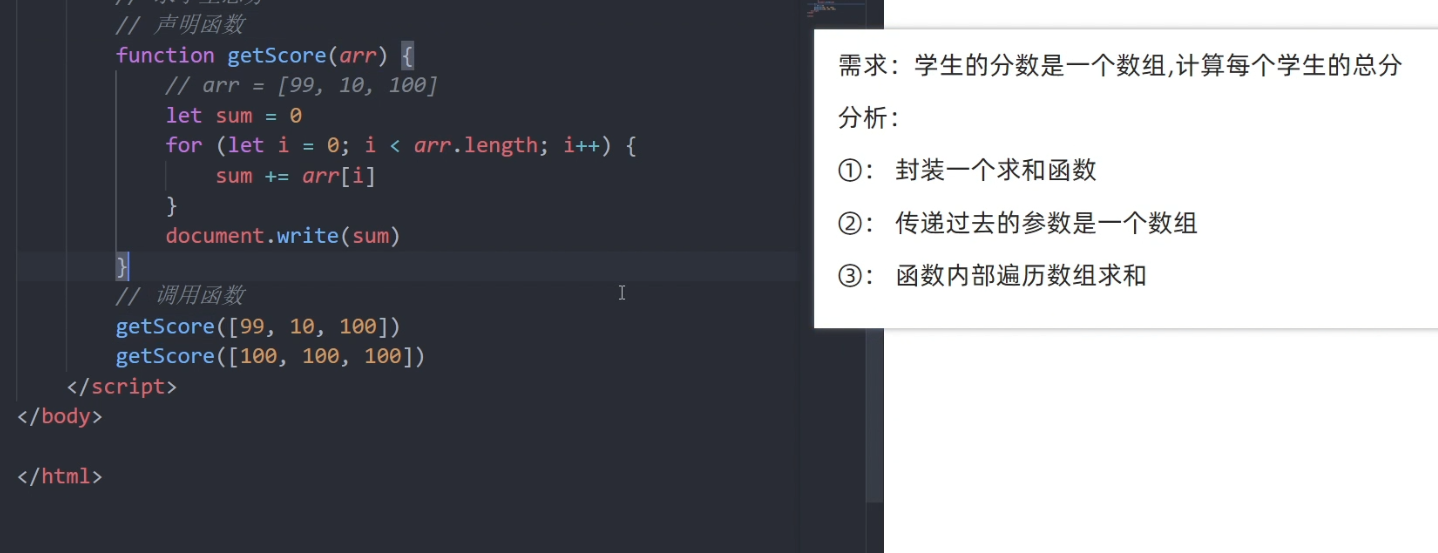 // 声明函数
function getScore(arr) {
// arr = [99, 10, 100]
let sum = 0
for (let i = 0; i < arr.length; i++) {
sum += arr[i]
}
document.write(sum)
}
// 调用函数
getScore([99, 10, 100])
getScore([100, 100, 100])
</script>
</body>
</html>
需求：学生的分数是一个数组,计算每个学生的总分
分析：
①： 封装一个求和函数
②： 传递过去的参数是一个数组
③： 函数内部遍历数组求和